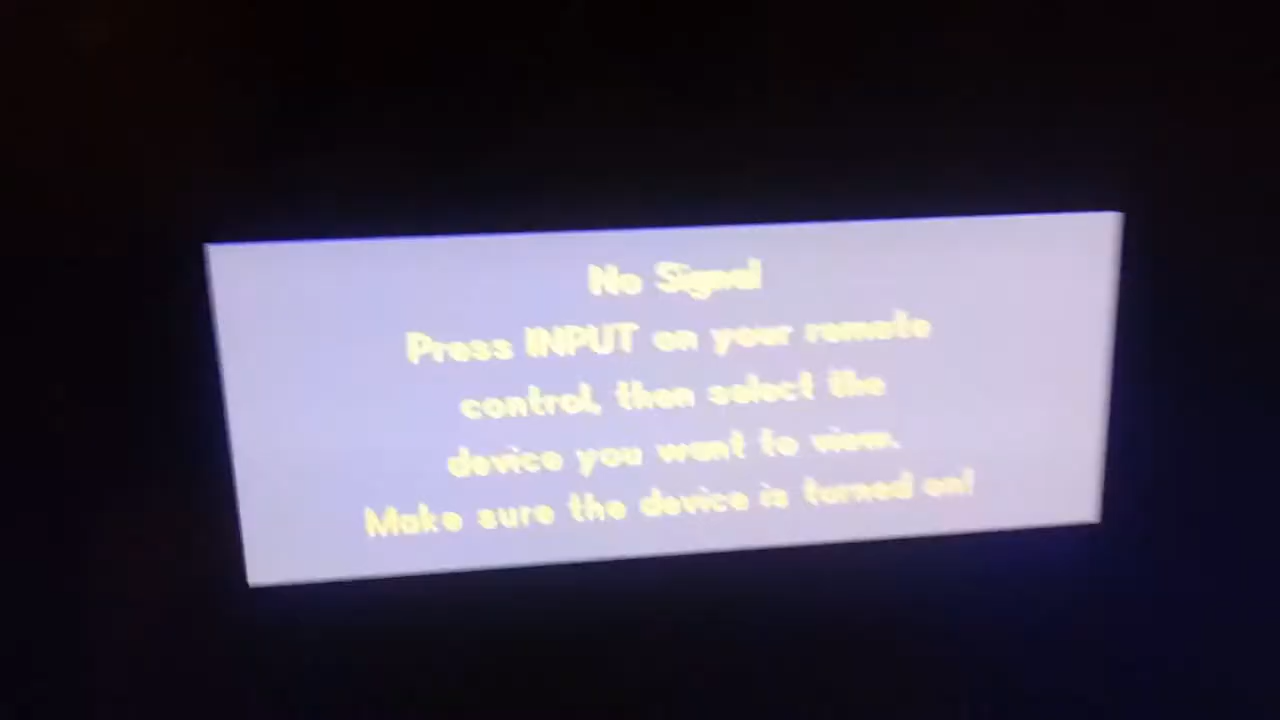 No Signal
Press INPUT on your remote
control, then select the
device you want to view.
Make sure the device is turned on!